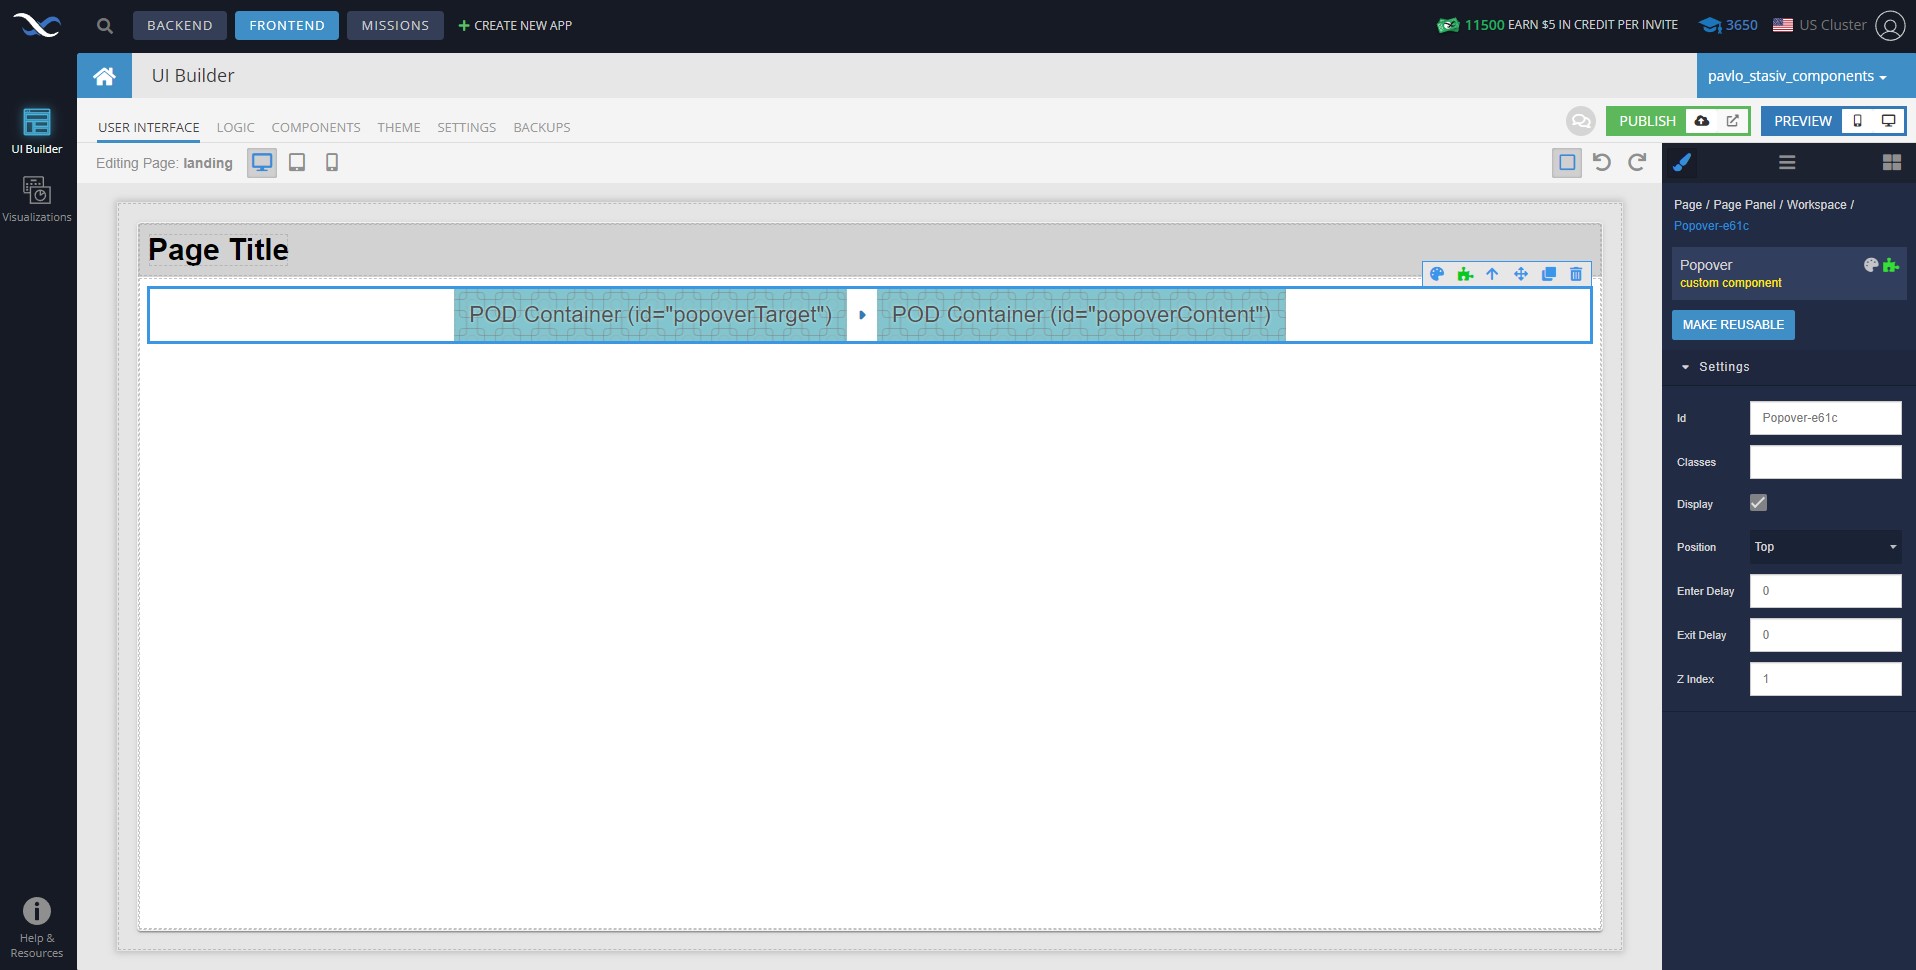 BACKEND FRONTEND MISSIONS + CREATE NEW APP 11500 EARN $5 IN CREDIT PER INVITE 3650 US Cluster
UI Builder pavlo_stasiv_components
USER INTERFACE LOGIC COMPONENTS THEME SETTINGS BACKUPS PUBLISH PREVIEW
UI Builder
Visualizations
Help &
Resources
Editing Page: landing
Page Title
POD Container (id="popoverTarget") POD Container (id="popoverContent")
Page / Page Panel / Workspace /
Popover-e61c
Popover
custom component
MAKE REUSABLE
Settings
Id Popover-e61c
Classes
Display
Position Top
Enter Delay 0
Exit Delay 0
Z Index 1